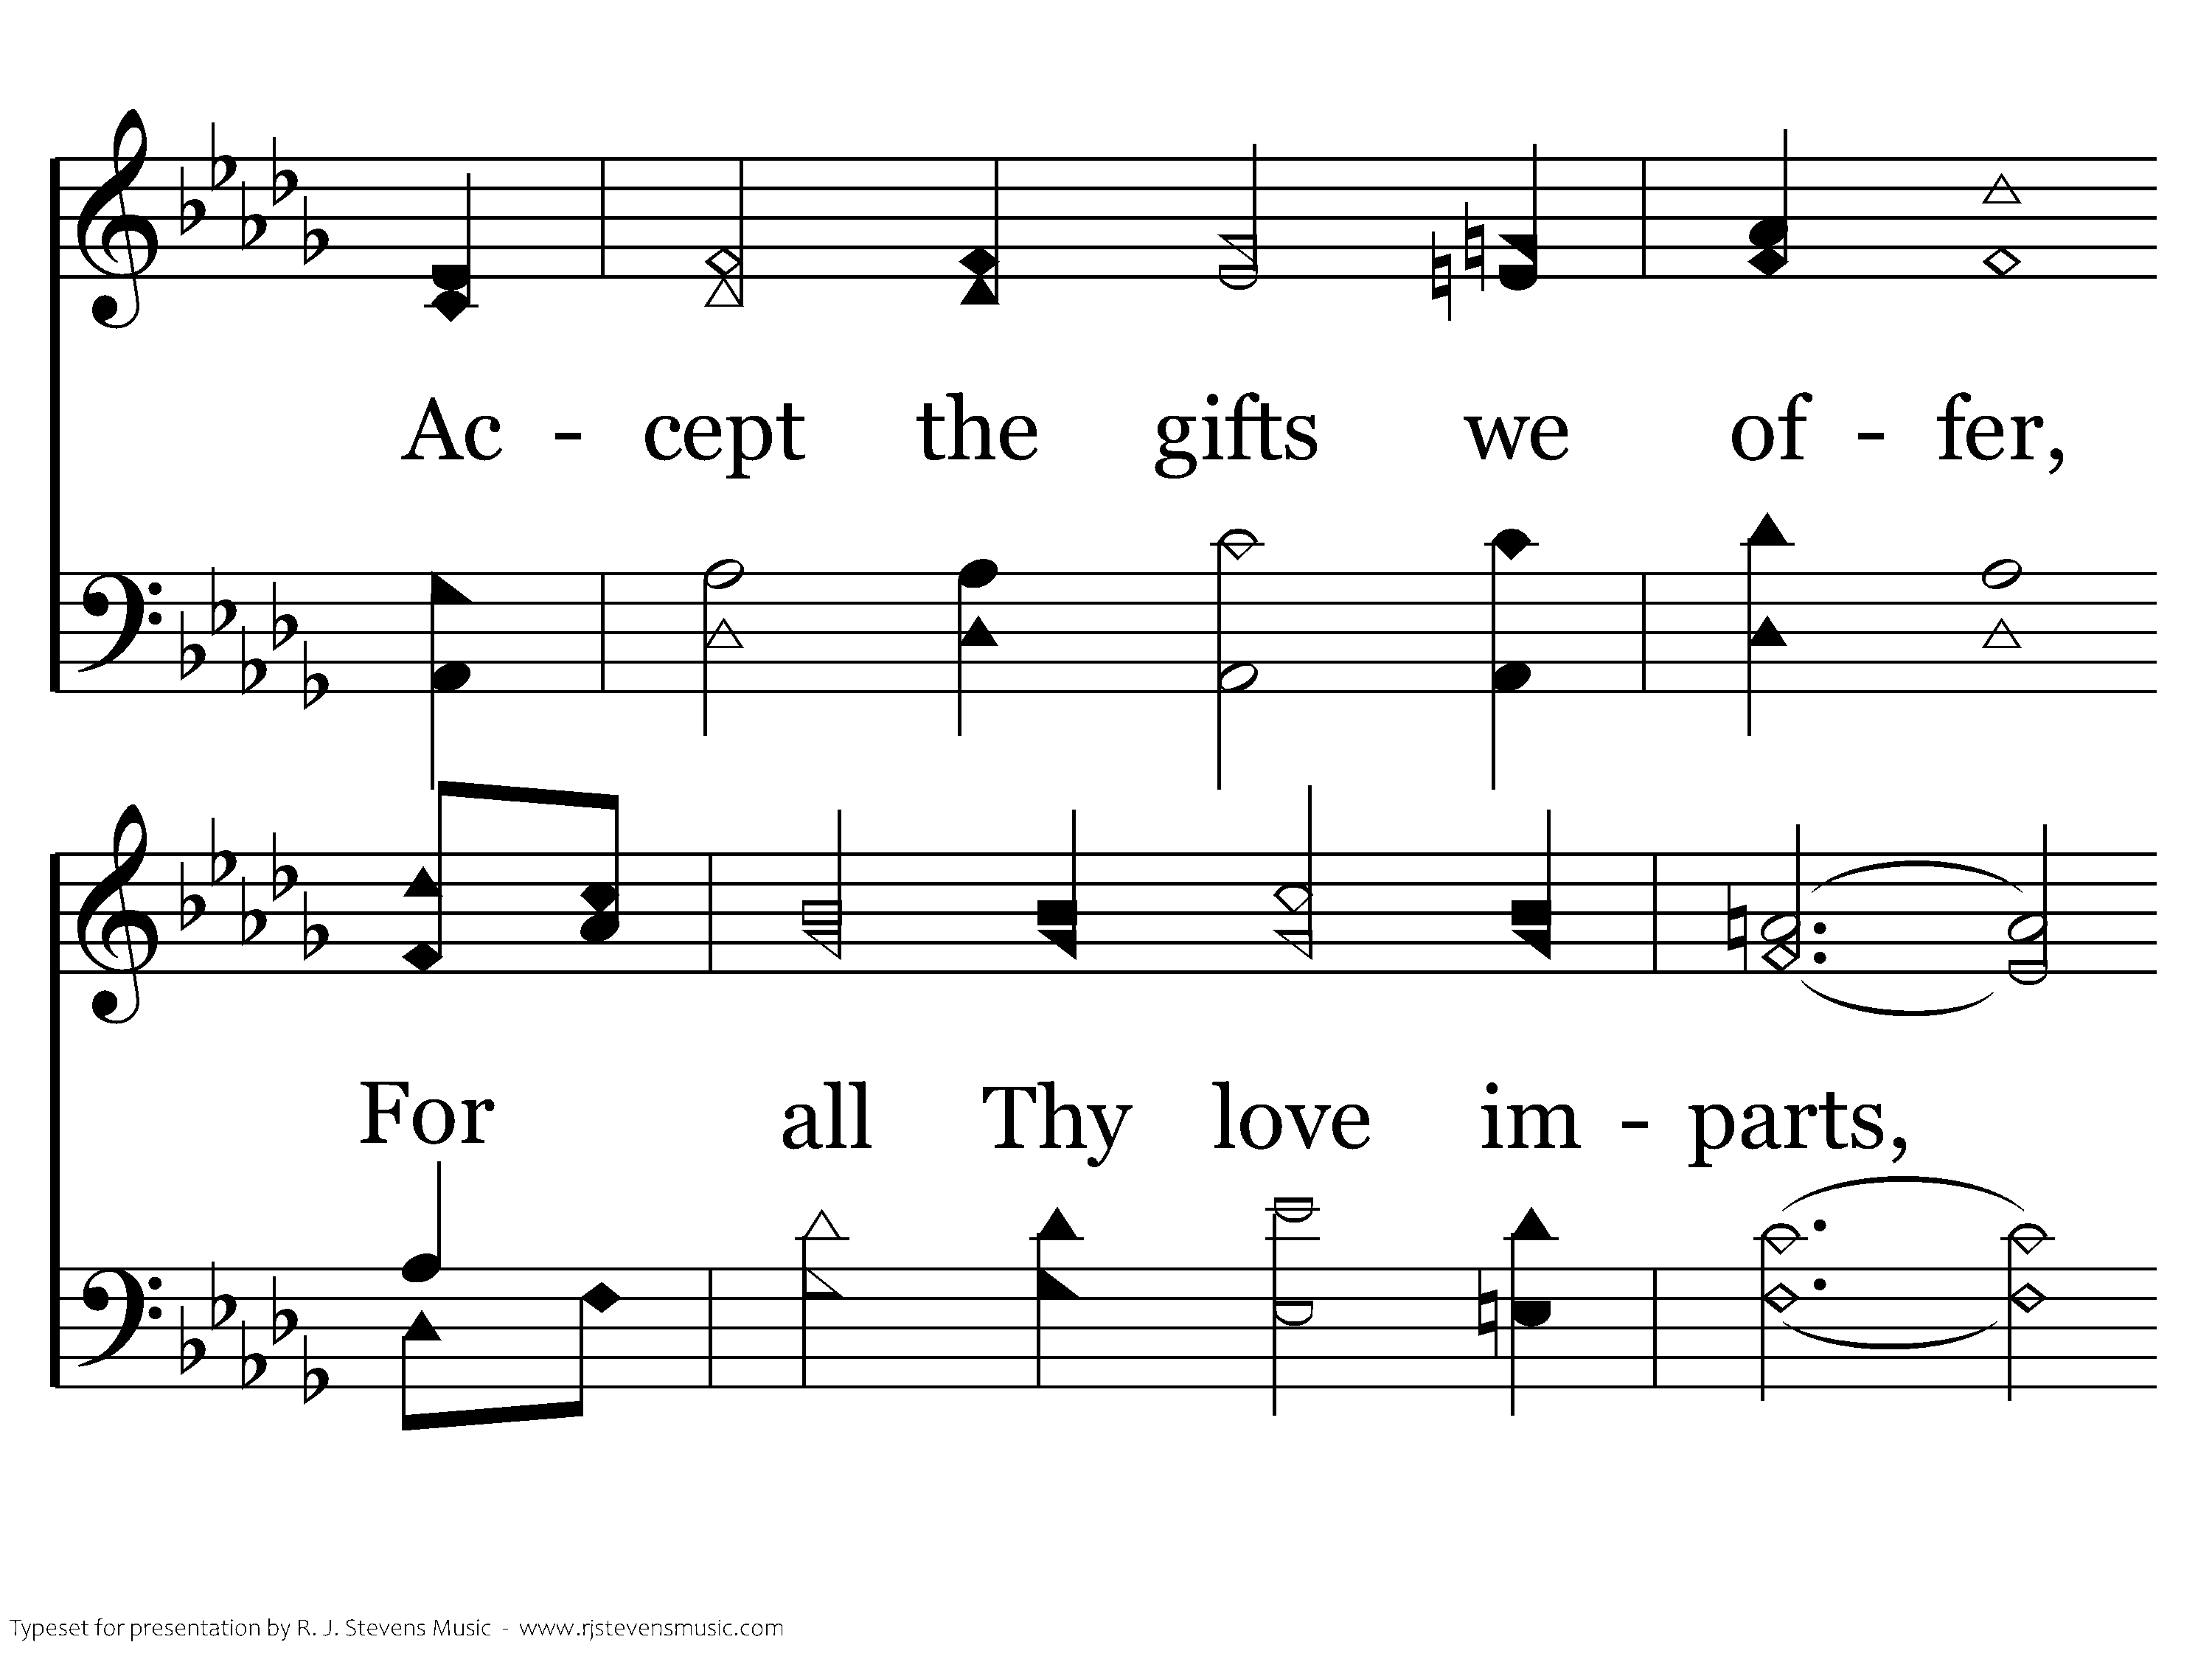 Ac - cept the gifts we of - fer,
For all Thy love im - parts,
Typeset for presentation by R. J. Stevens Music - www.rjstevensmusic.com